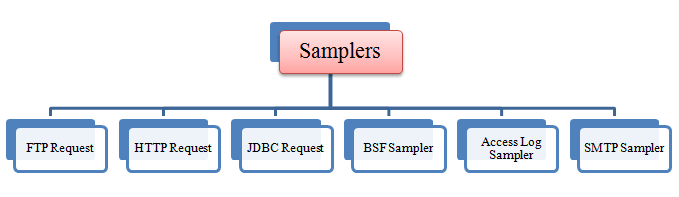 Samplers
FTP Request
HTTP Request
JDBC Request
BSF Sampler
Access Log
Sampler
SMTP Sampler